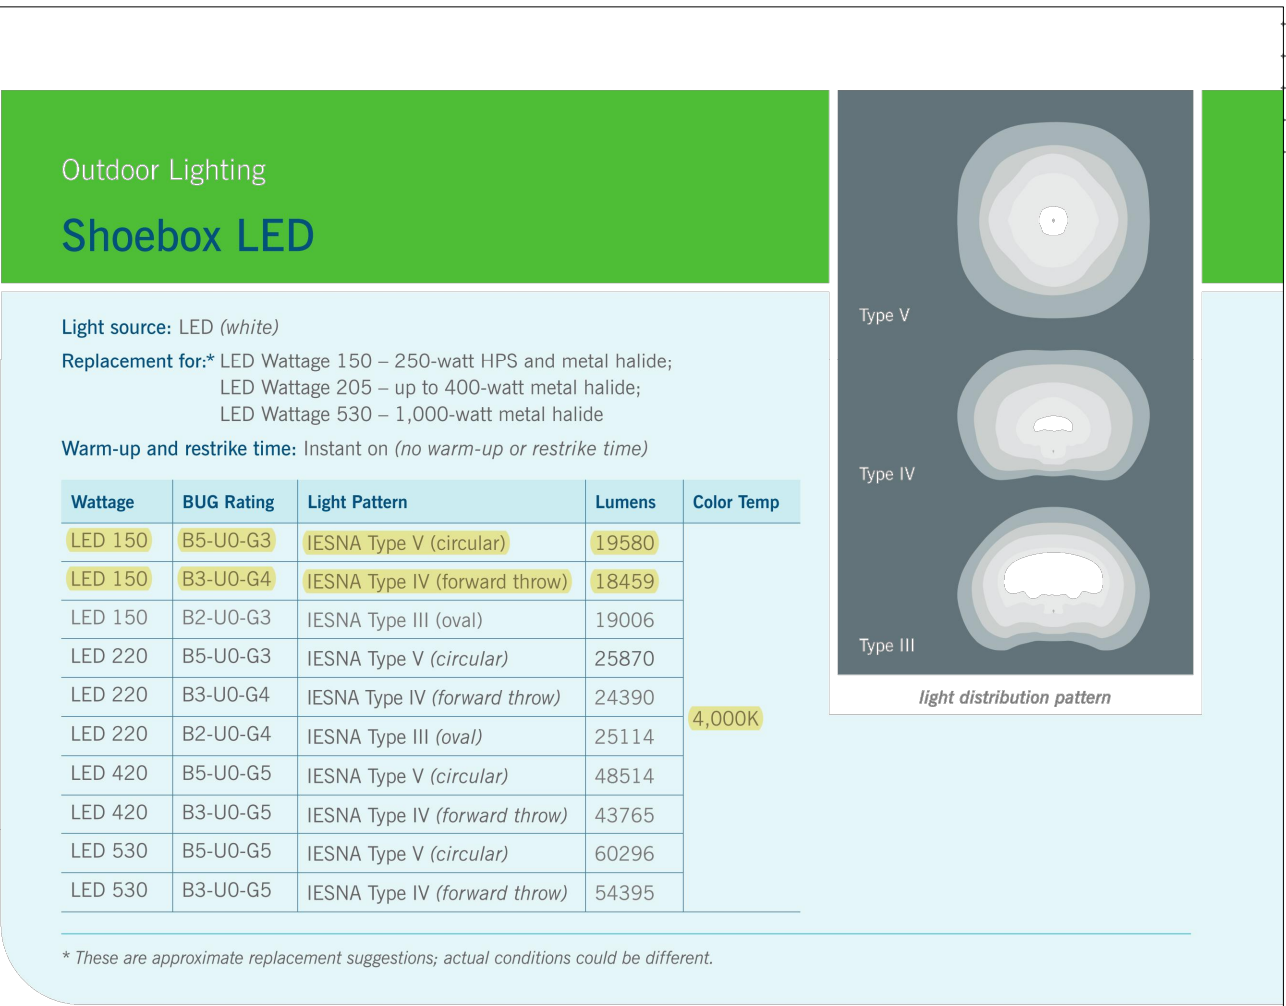 Outdoor Lighting
Shoebox LED
Type V
Type IV
Type III
light distribution pattern
Light source: LED (white)
Replacement for:* LED Wattage 150 – 250-watt HPS and metal halide;
LED Wattage 205 – up to 400-watt metal halide;
LED Wattage 530 – 1,000-watt metal halide
Warm-up and restrike time: Instant on (no warm-up or restrike time)
Wattage BUG Rating Light Pattern Lumens Color Temp
LED 150 B5-U0-G3 IESNA Type V (circular) 19580
LED 150 B3-U0-G4 IESNA Type IV (forward throw) 18459
LED 150 B2-U0-G3 IESNA Type III (oval) 19006
LED 220 B5-U0-G3 IESNA Type V (circular) 25870
LED 220 B3-U0-G4 IESNA Type IV (forward throw) 24390
4,000K
LED 220 B2-U0-G4 IESNA Type III (oval) 25114
LED 420 B5-U0-G5 IESNA Type V (circular) 48514
LED 420 B3-U0-G5 IESNA Type IV (forward throw) 43765
LED 530 B5-U0-G5 IESNA Type V (circular) 60296
LED 530 B3-U0-G5 IESNA Type IV (forward throw) 54395
* These are approximate replacement suggestions; actual conditions could be different.